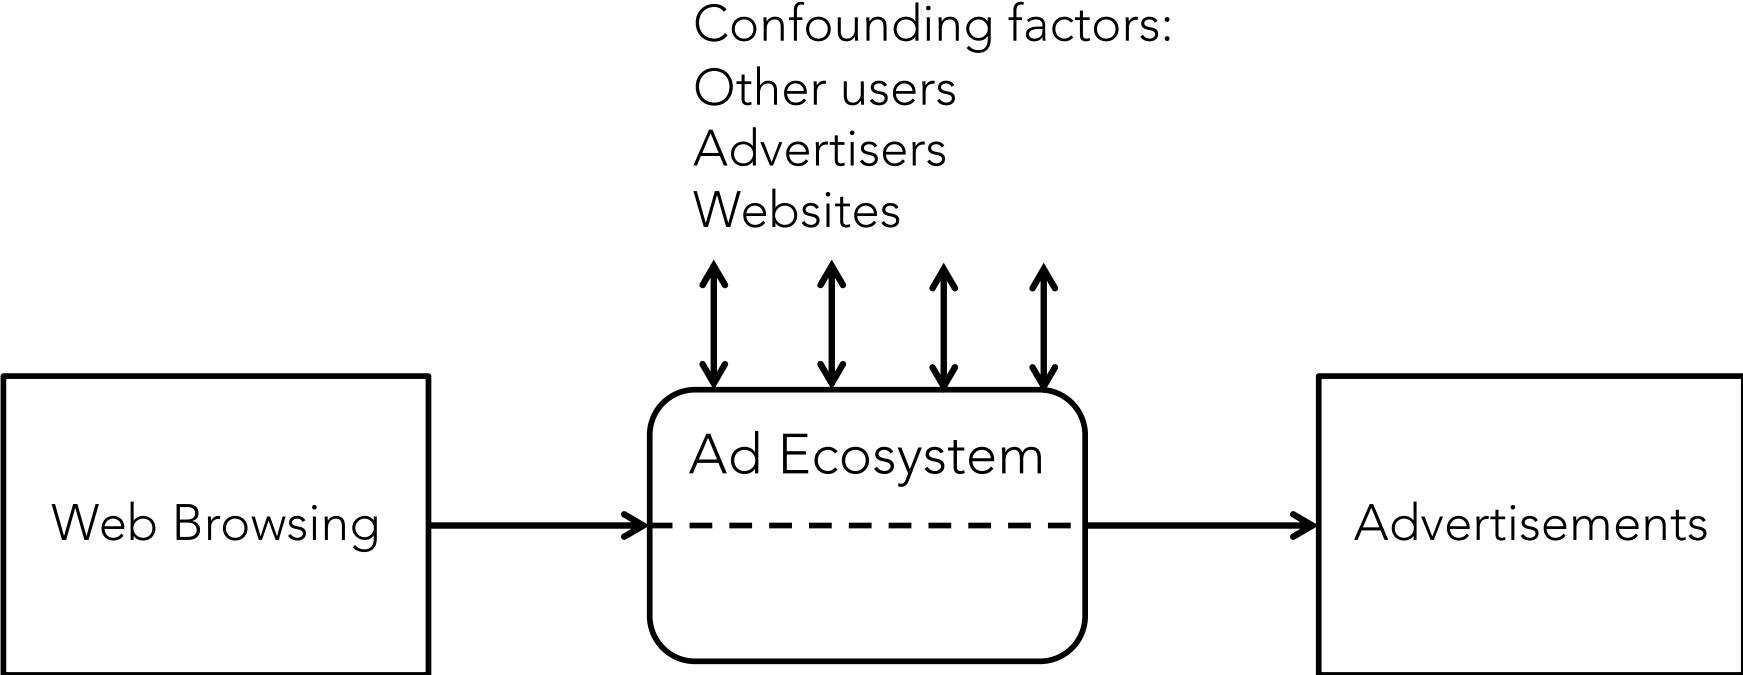 Confounding factors:
Other users
Advertisers
Websites
Ad Ecosystem
Web Browsing
Advertisements